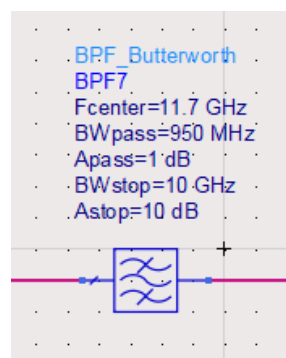 BPF_Butterworth
BPF7
Fcenter=11.7 GHz
BWpass=950 MHz
Apass=1 dB
BWstop=10 GHz
Astop=10 dB